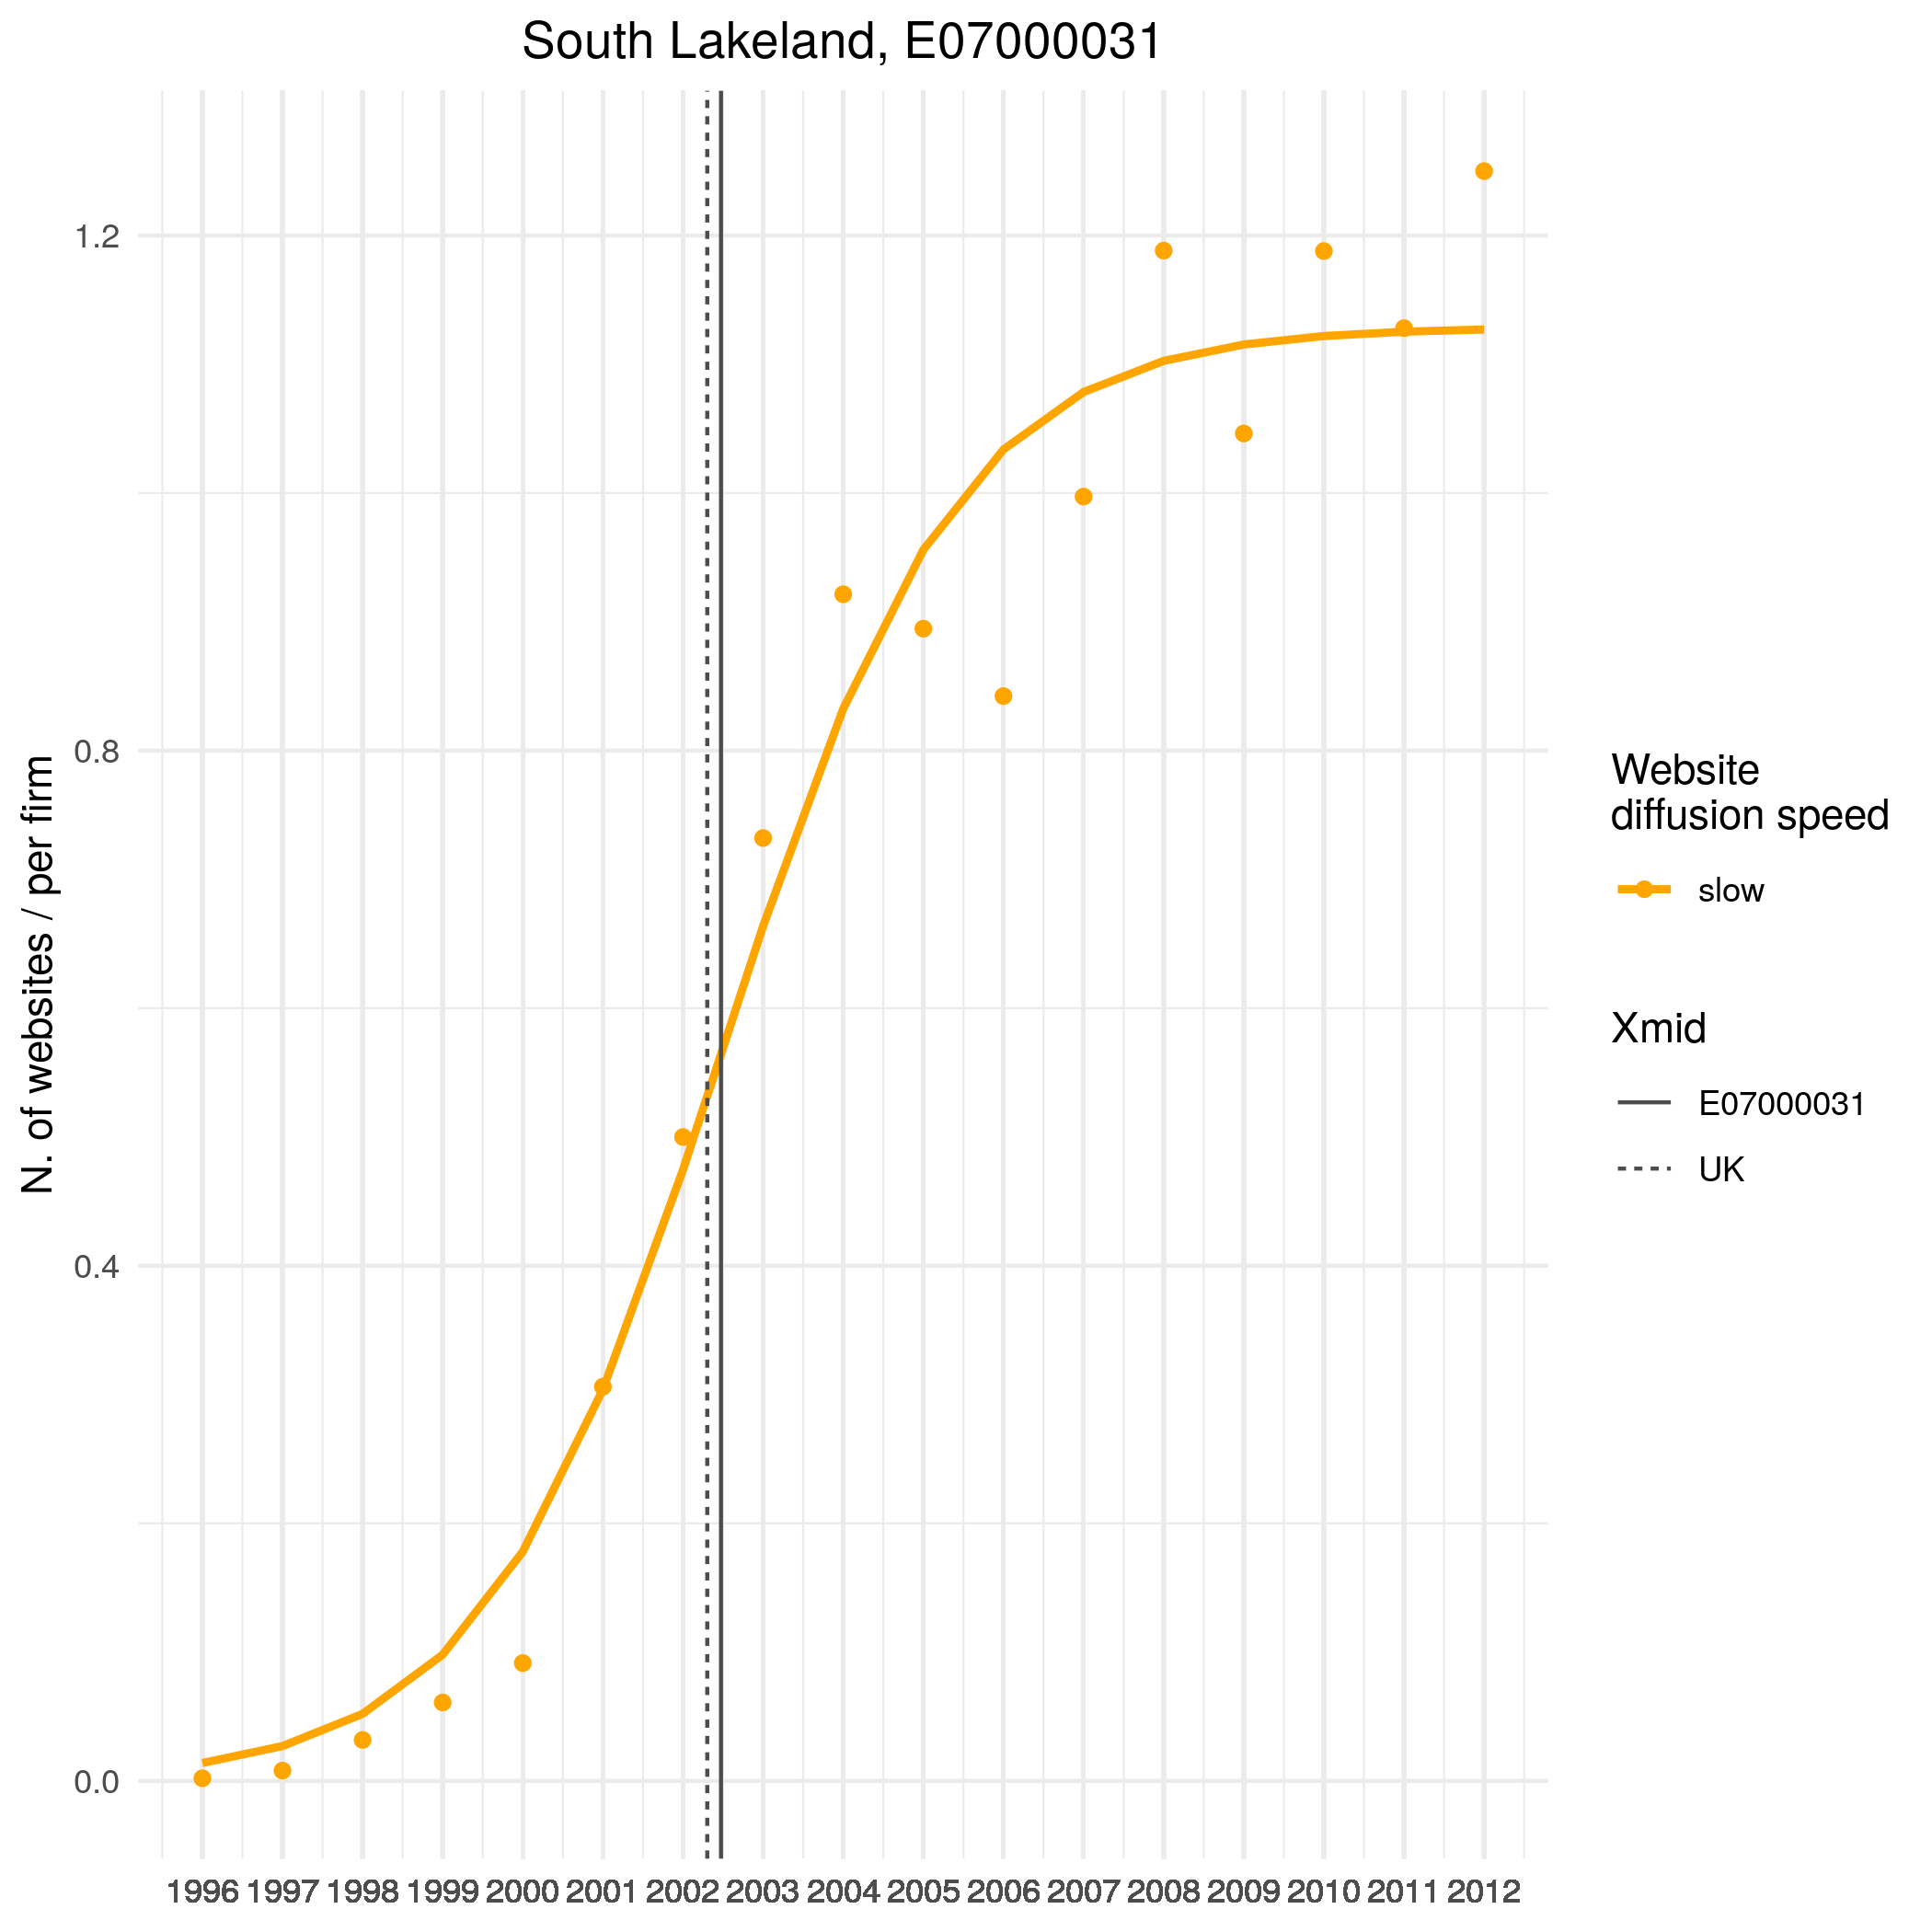 South Lakeland, E07000031
N. of websites / per firm
1.2
0.8
0.4
0.0
1996 1997 1998 1999 2000 2001 2002 2003 2004 2005 2006 2007 2008 2009 2010 2011 2012
Website
diffusion speed
slow
Xmid
E07000031
UK